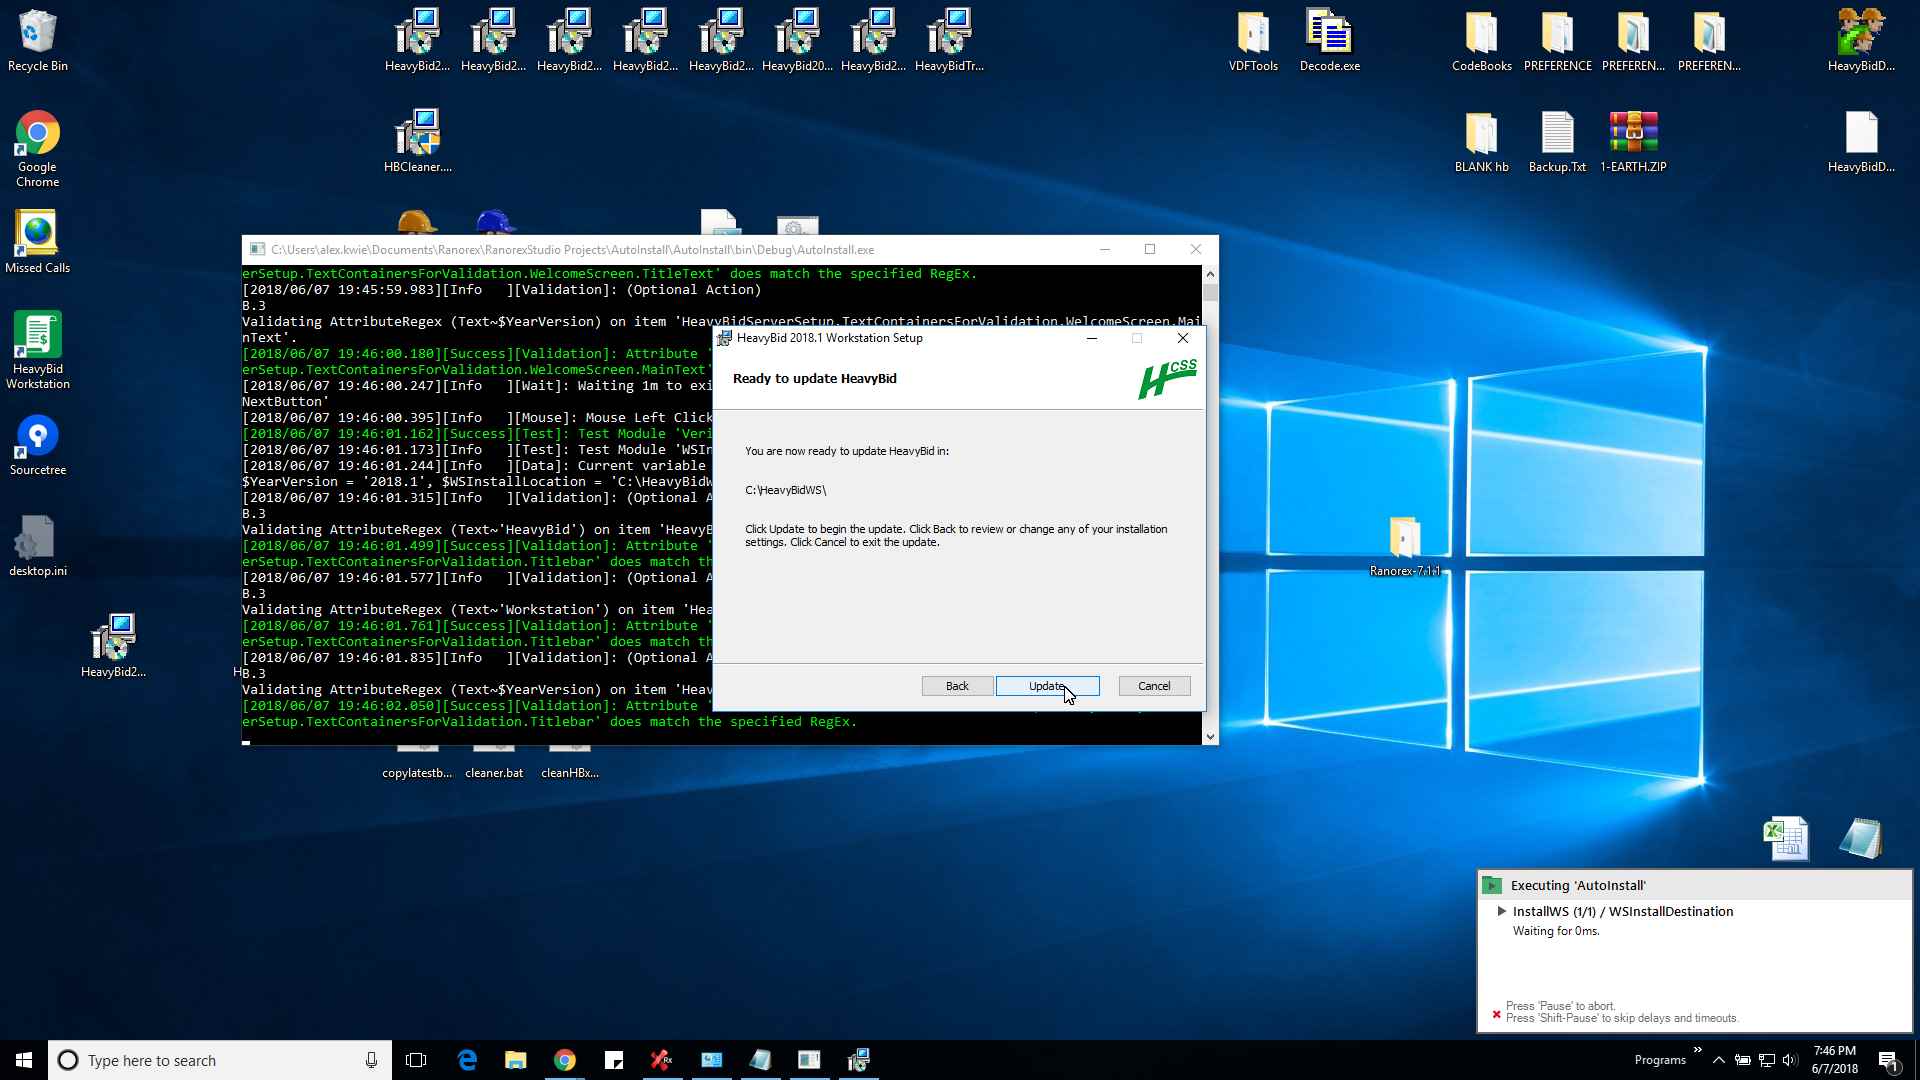 Recycle Bin
HeavyBid2...
HeavyBid2...
HeavyBid2...
HeavyBid2...
HeavyBid2...
HeavyBid20...
HeavyBid2...
HeavyBidTr...
VDFTools
Decode.exe
CodeBooks
PREFERENCE
PREFEREN...
PREFEREN...
HeavyBidD...
Google
Chrome
HBCleaner....
BLANK hb
Backup.Txt
1-EARTH.ZIP
HeavyBidD...
Missed Calls
HeavyBid
Workstation
Sourcetree
desktop.ini
HeavyBid2...
H
Ranorex-7.1.1
copylatestb...
cleaner.bat
cleanHBx...
C:\Users\alex.kwie\Documents\Ranorex\RanorexStudio Projects\AutoInstall\AutoInstall\bin\Debug\AutoInstall.exe
erSetup.TextContainersForValidation.WelcomeScreen.TitleText' does match the specified RegEx.
[2018/06/07 19:45:59.983][Info   ][Validation]: (Optional Action)
B.3
Validating AttributeRegex (Text~$YearVersion) on item 'HeavyBidServerSetup.TextContainersForValidation.WelcomeScreen.Mai
nText'.
[2018/06/07 19:46:00.180][Success][Validation]: Attribute '
erSetup.TextContainersForValidation.WelcomeScreen.MainText'
[2018/06/07 19:46:00.247][Info   ][Wait]: Waiting 1m to exi
NextButton'
[2018/06/07 19:46:00.395][Info   ][Mouse]: Mouse Left Click
[2018/06/07 19:46:01.162][Success][Test]: Test Module 'Veri
[2018/06/07 19:46:01.173][Info   ][Test]: Test Module 'WSIn
[2018/06/07 19:46:01.244][Info   ][Data]: Current variable
$YearVersion = '2018.1', $WSInstallLocation = 'C:\HeavyBidW
[2018/06/07 19:46:01.315][Info   ][Validation]: (Optional A
B.3
Validating AttributeRegex (Text~'HeavyBid') on item 'HeavyB
[2018/06/07 19:46:01.499][Success][Validation]: Attribute '
erSetup.TextContainersForValidation.Titlebar' does match th
[2018/06/07 19:46:01.577][Info   ][Validation]: (Optional A
B.3
Validating AttributeRegex (Text~'Workstation') on item 'Hea
[2018/06/07 19:46:01.761][Success][Validation]: Attribute '
erSetup.TextContainersForValidation.Titlebar' does match th
[2018/06/07 19:46:01.835][Info   ][Validation]: (Optional A
B.3
Validating AttributeRegex (Text~$YearVersion) on item 'Heav
[2018/06/07 19:46:02.050][Success][Validation]: Attribute '
erSetup.TextContainersForValidation.Titlebar' does match the specified RegEx.
HeavyBid 2018.1 Workstation Setup
Ready to update HeavyBid
HCSS
You are now ready to update HeavyBid in:
C:\HeavyBidWS\
Click Update to begin the update. Click Back to review or change any of your installation
settings. Click Cancel to exit the update.
Back
Update
Cancel
Executing 'AutoInstall'
InstallWS (1/1) / WSInstallDestination
Waiting for 0ms.
Press 'Pause' to abort.
Press 'Shift-Pause' to skip delays and timeouts.
Type here to search
Programs
7:46 PM
6/7/2018
1